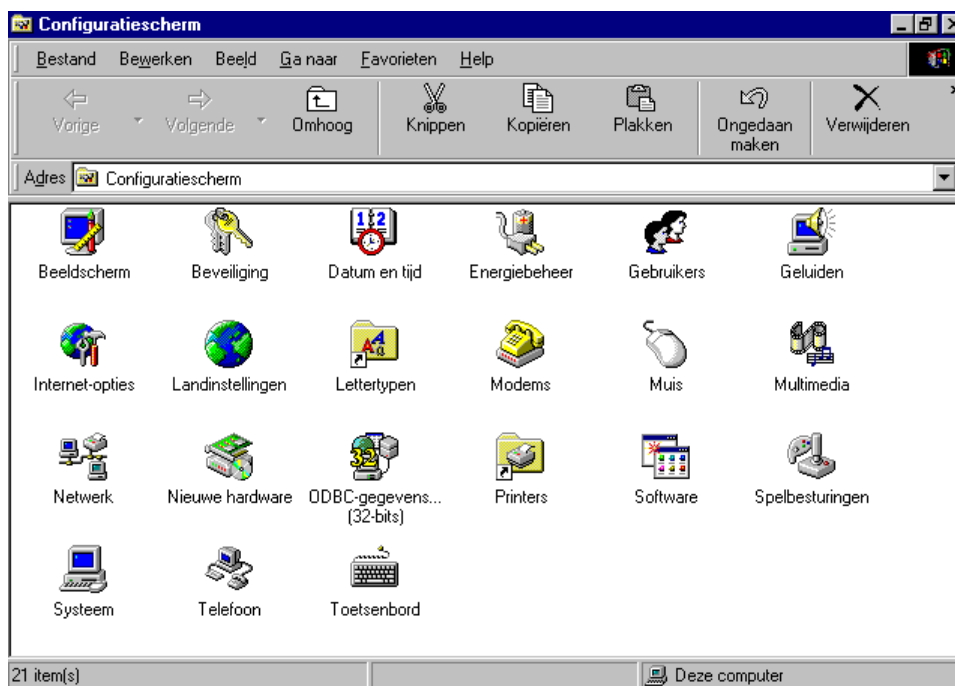 Configuratiescherm
Bestand Bewerken Beeld Ga naar Favorieten Help
Vorige Volgende Omhoog Knippen Kopiëren Plakken Ongedaan maken Verwijderen
Adres Configuratiescherm
Beeldscherm Beveiliging Datum en tijd Energiebeheer Gebruikers Geluiden
Internet-opties Landinstellingen Lettertypen Modems Muis Multimedia
Netwerk Nieuwe hardware ODBC-gegevens... (32-bits) Printers Software Spelbesturingen
Systeem Telefoon Toetsenbord
21 item(s) Deze computer